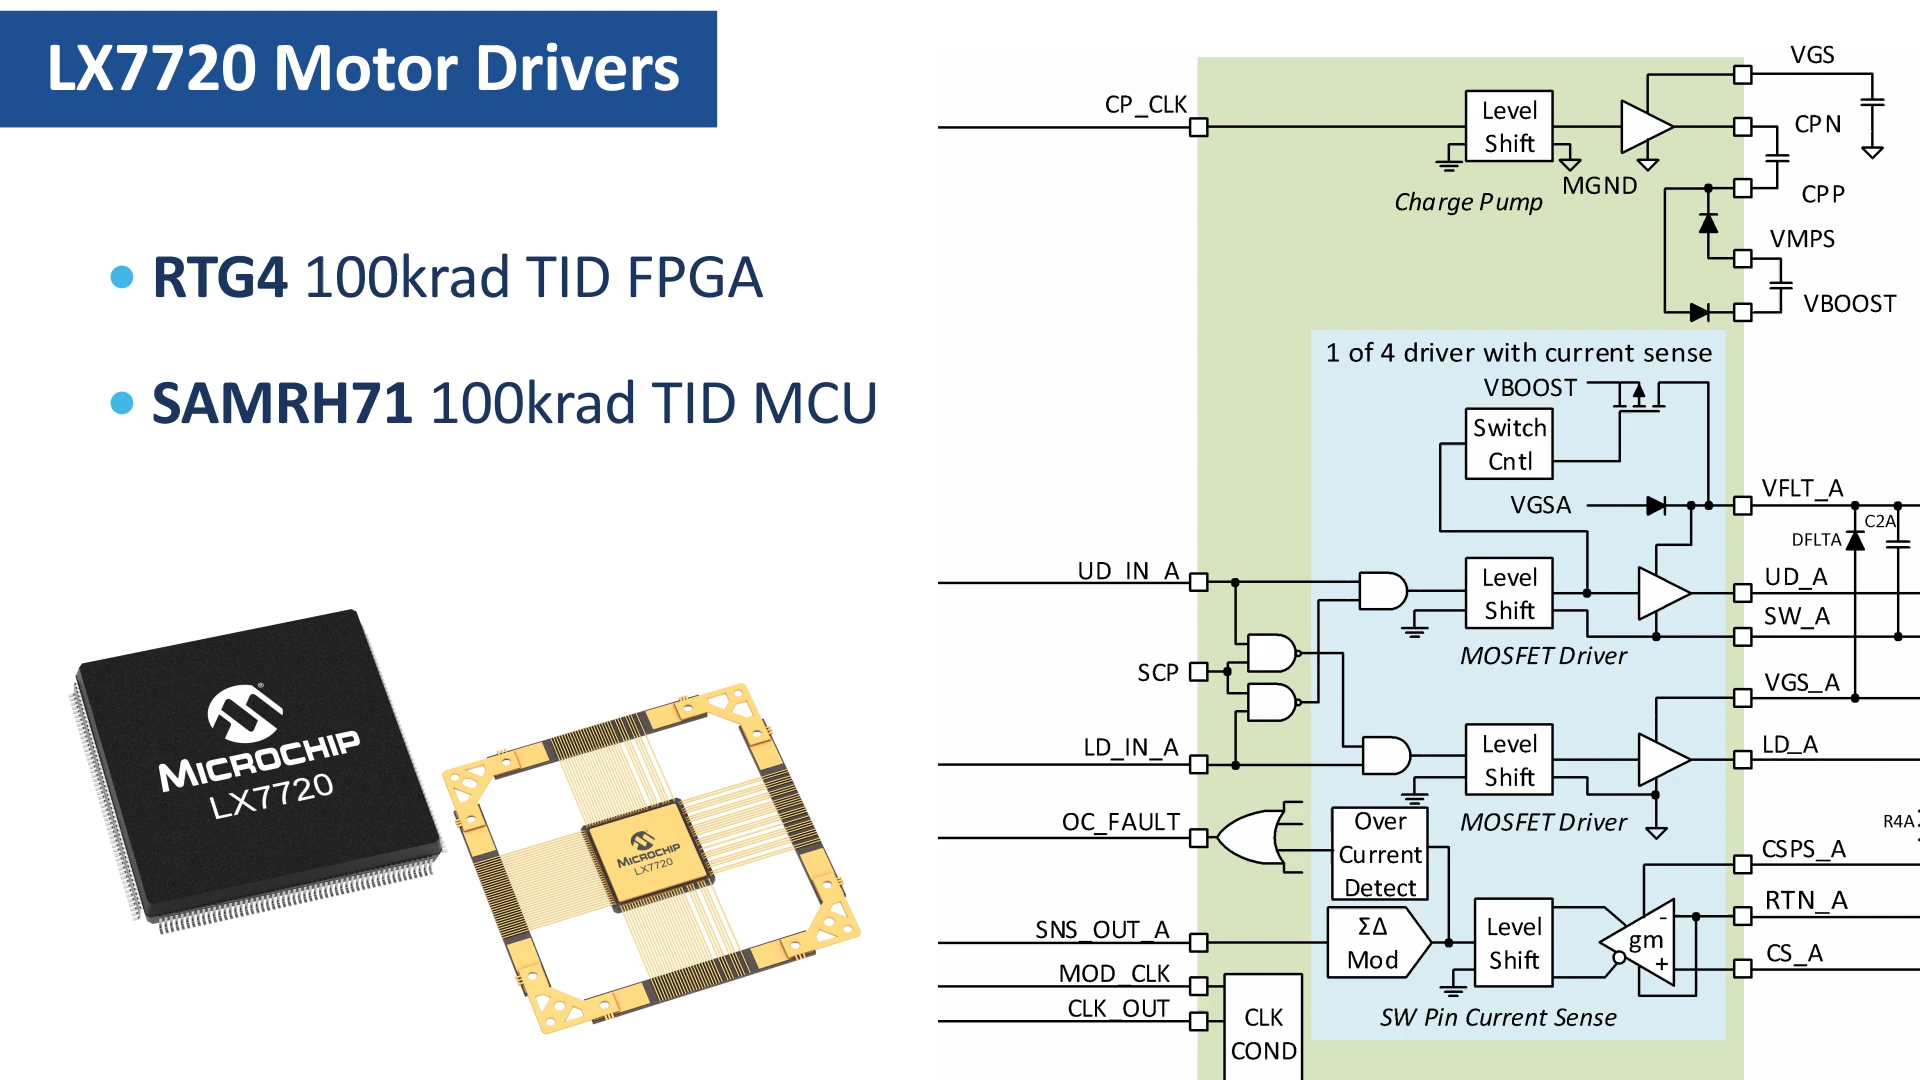 LX7720 Motor Drivers
• RTG4 100krad TID FPGA
• SAMRH71 100krad TID MCU
MICROCHIP
LX7720
MICROCHIP
LX7720
CP_CLK
Level
Shift
MGND
Charge Pump
VGS
CPN
CPP
VMPS
VBOOST
1 of 4 driver with current sense
VBOOST
Switch
Cntl
VGSA
VFLT_A
C2A
DFLTA
UD_IN_A
Level
Shift
UD_A
SW_A
MOSFET Driver
SCP
VGS_A
LD_IN_A
Level
Shift
LD_A
MOSFET Driver
OC_FAULT
Over
Current
Detect
R4A
CSPS_A
RTN_A
SNS_OUT_A
ΣΔ
Mod
Level
Shift
-
gm
+
CS_A
MOD_CLK
CLK_OUT
CLK
COND
SW Pin Current Sense